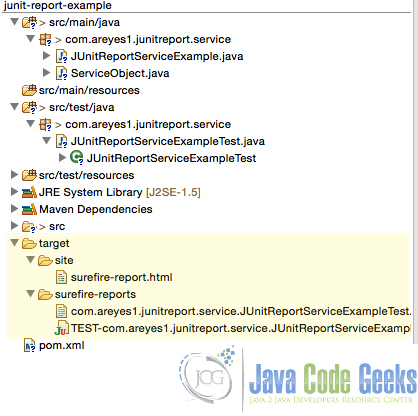 junit-report-example
> src/main/java
> com.areyes1.junitreport.service
JUnitReportServiceExample.java
ServiceObject.java
src/main/resources
> src/test/java
> com.areyes1.junitreport.service
JUnitReportServiceExampleTest.java
JUnitReportServiceExampleTest
src/test/resources
JRE System Library [J2SE-1.5]
Maven Dependencies
> src
target
site
surefire-report.html
surefire-reports
com.areyes1.junitreport.service.JUnitReportServiceExampleTest.
TEST-com.areyes1.junitreport.service.JUnitReportServiceExampl
pom.xml
JCG
Java Code Geeks
JAVA 2 JAVA DEVELOPERS RESOURCE CENTER